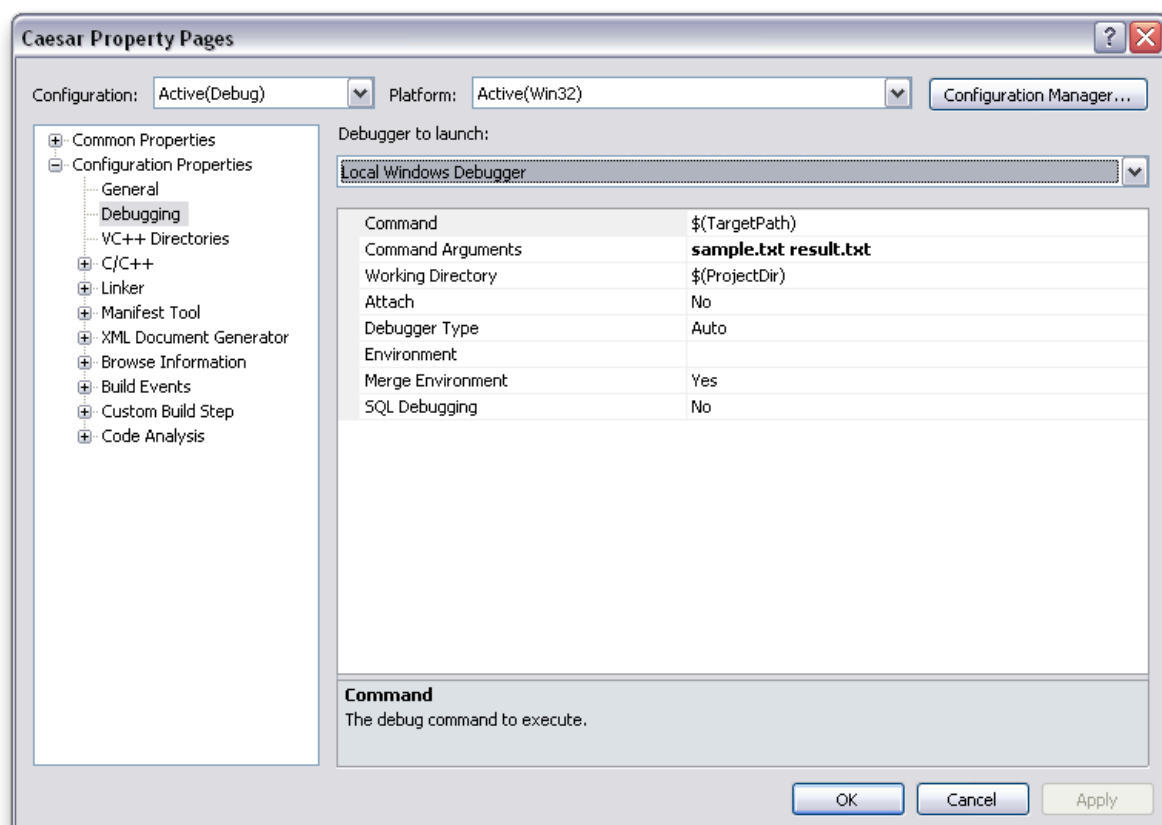 Caesar Property Pages
Configuration: Active(Debug) Platform: Active(Win32) Configuration Manager...
Common Properties
Configuration Properties
General
Debugging
VC++ Directories
C/C++
Linker
Manifest Tool
XML Document Generator
Browse Information
Build Events
Custom Build Step
Code Analysis
Debugger to launch:
Local Windows Debugger
Command $(TargetPath)
Command Arguments sample.txt result.txt
Working Directory $(ProjectDir)
Attach No
Debugger Type Auto
Environment
Merge Environment Yes
SQL Debugging No
Command
The debug command to execute.
OK Cancel Apply